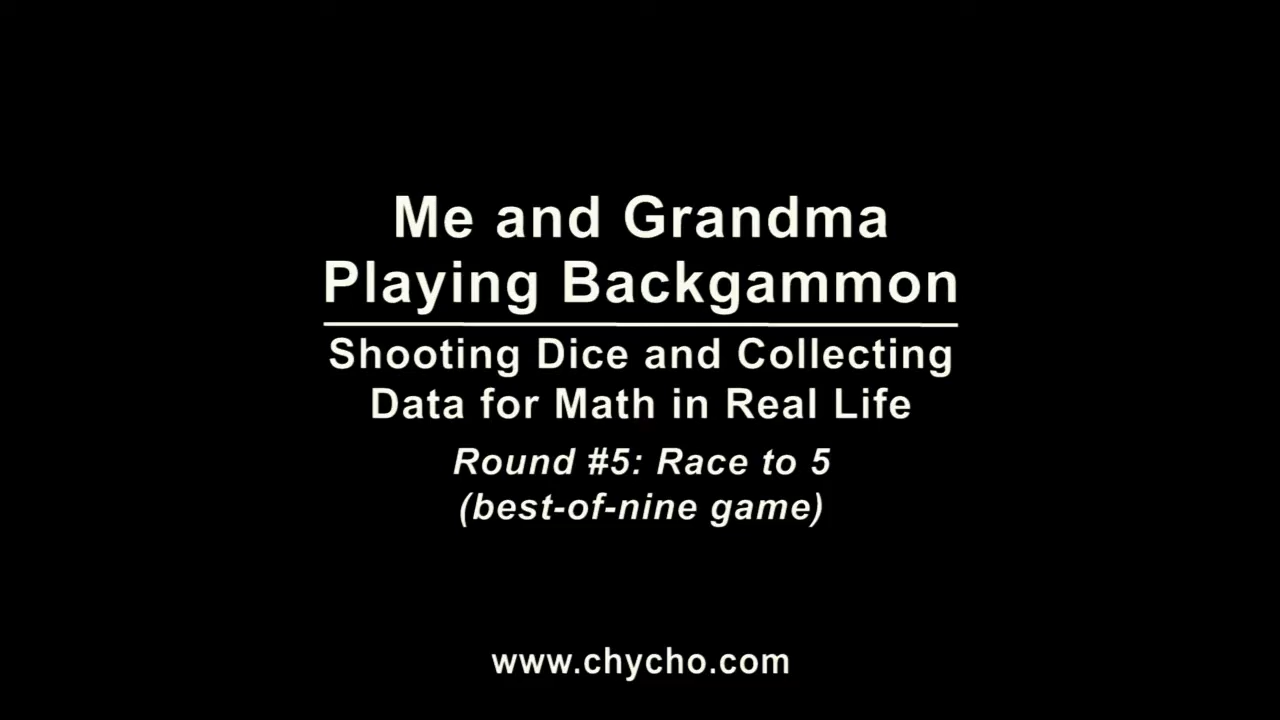 Me and Grandma
Playing Backgammon
Shooting Dice and Collecting
Data for Math in Real Life
Round #5: Race to 5
(best-of-nine game)
www.chycho.com